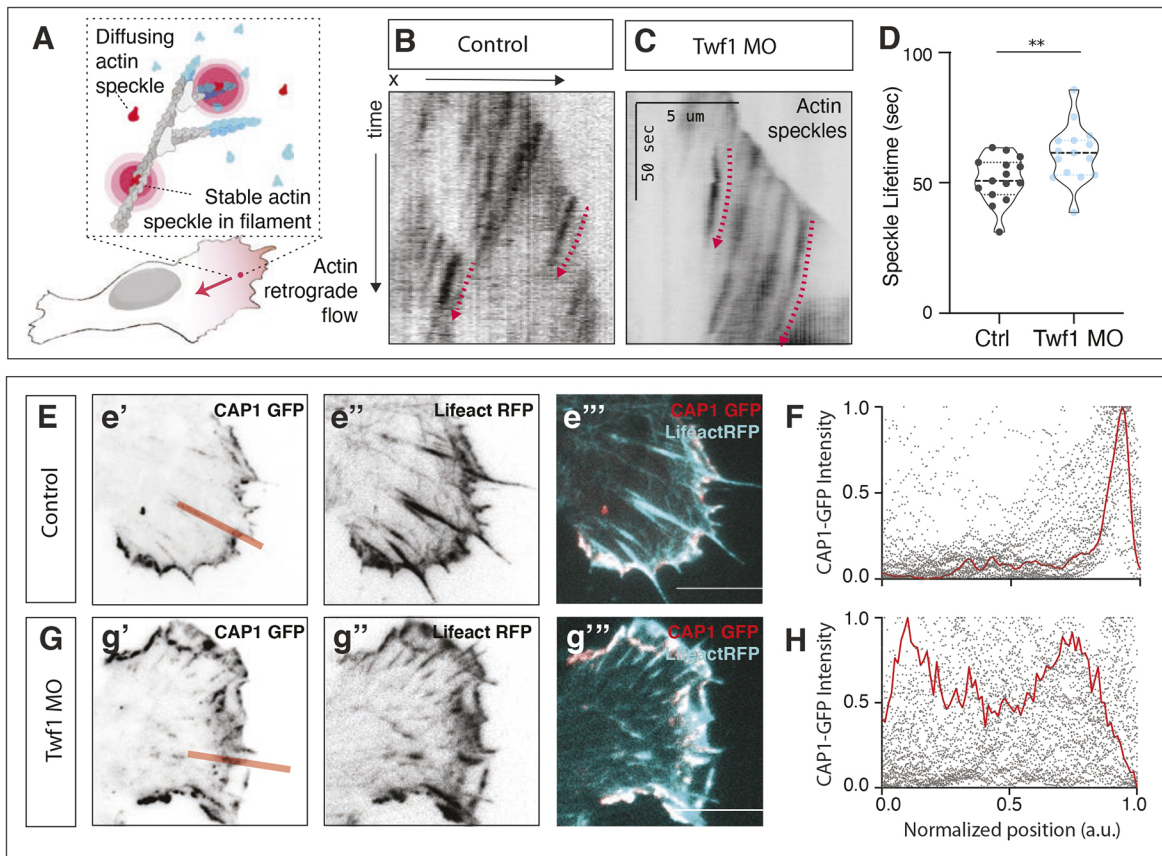 A
Diffusing
actin
speckle
Stable actin
speckle in filament
Actin
retrograde
flow
B
Control
x
time
C
Twf1 MO
5 um
50 sec
Actin
speckles
D
**
Speckle Lifetime (sec)
100
50
0
Ctrl
Twf1 MO
E
Control
e'
CAP1 GFP
e''
Lifeact RFP
e'''
CAP1 GFP
LifeactRFP
F
CAP1-GFP Intensity
1.0
0.5
0.0
G
Twf1 MO
g'
CAP1 GFP
g''
Lifeact RFP
g'''
CAP1 GFP
LifeactRFP
H
CAP1-GFP Intensity
1.0
0.5
0.0
0.0
0.5
1.0
Normalized position (a.u.)